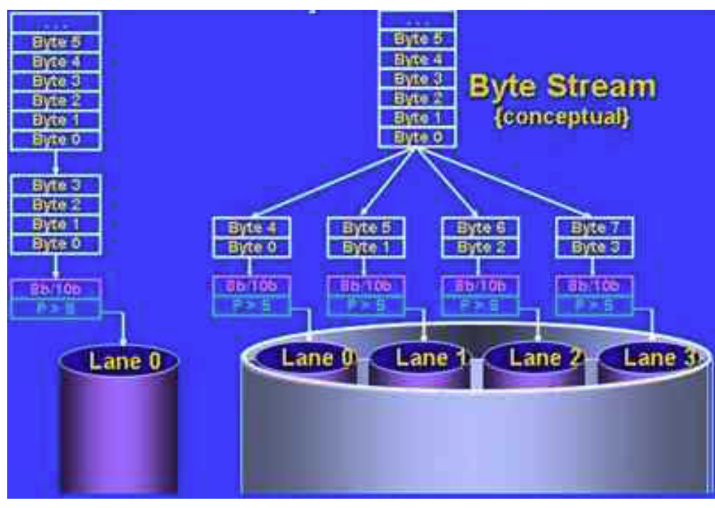 . . .
Byte 5
Byte 4
Byte 3
Byte 2
Byte 1
Byte 0
Byte 3
Byte 2
Byte 1
Byte 0
8b/10b
P > S
Lane 0
. . .
Byte 5
Byte 4
Byte 3
Byte 2
Byte 1
Byte 0
Byte Stream
{conceptual}
Byte 4
Byte 0
8b/10b
P > S
Byte 5
Byte 1
8b/10b
P > S
Byte 6
Byte 2
8b/10b
P > S
Byte 7
Byte 3
8b/10b
P > S
Lane 0
Lane 1
Lane 2
Lane 3